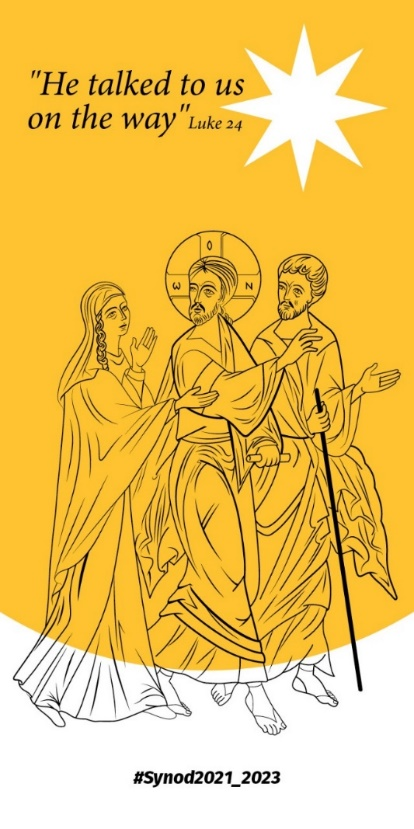 "He talked to us
on the way" Luke 24
O
ω N
#Synod2021_2023